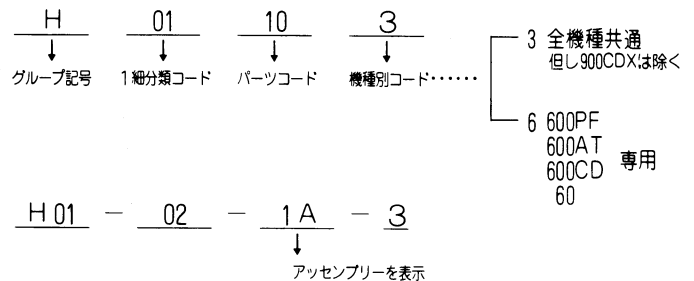 H 01 10 3
グループ記号 1細分類コード パーツコード 機種別コード‥‥‥
3 全機種共通
但し900CDXは除く
6 600PF
600AT
600CD 専用
60
H01 - 02 - 1A - 3
アッセンブリーを表示